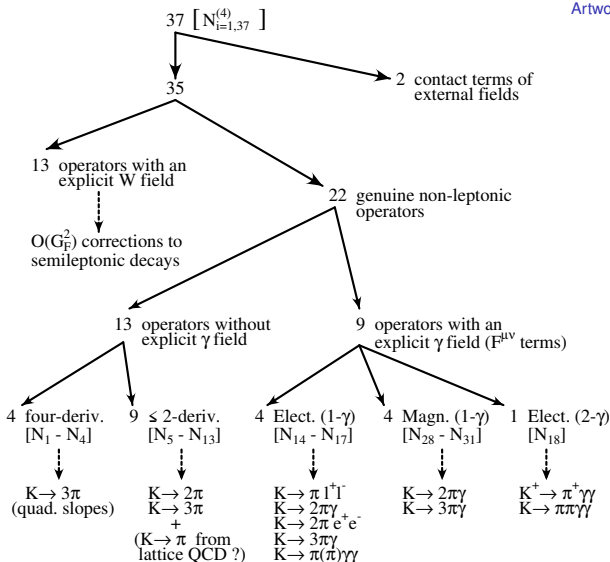 Artwo
37 [ N_{i=1,37}^{(4)} ]
2 contact terms of
external fields
35
13 operators with an
explicit W field
22 genuine non-leptonic
operators
O(G_F^2) corrections to
semileptonic decays
13 operators without
explicit γ field
9 operators with an
explicit γ field (F^{μν} terms)
4 four-deriv.
[N_1 - N_4]
9 ≤ 2-deriv.
[N_5 - N_13]
4 Elect. (1-γ)
[N_14 - N_17]
4 Magn. (1-γ)
[N_28 - N_31]
1 Elect. (2-γ)
[N_18]
K→ 3π
(quad. slopes)
K→ 2π
K→ 3π
+
(K→ π from
lattice QCD ?)
K→ π l^+l^-
K→ 2πγ
K→ 2π e^+e^-
K→ 3πγ
K→ π(π)γγ
K→ 2πγ
K→ 3πγ
K^+→ π^+γγ
K→ ππγγ